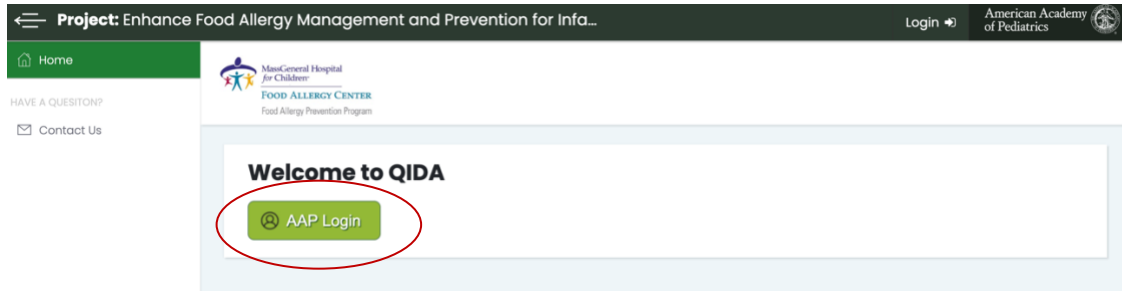 Project: Enhance Food Allergy Management and Prevention for Infa...
Login
American Academy
of Pediatrics
Home
HAVE A QUESITON?
Contact Us
MassGeneral Hospital
for Children
FOOD ALLERGY CENTER
Food Allergy Prevention Program
Welcome to QIDA
AAP Login